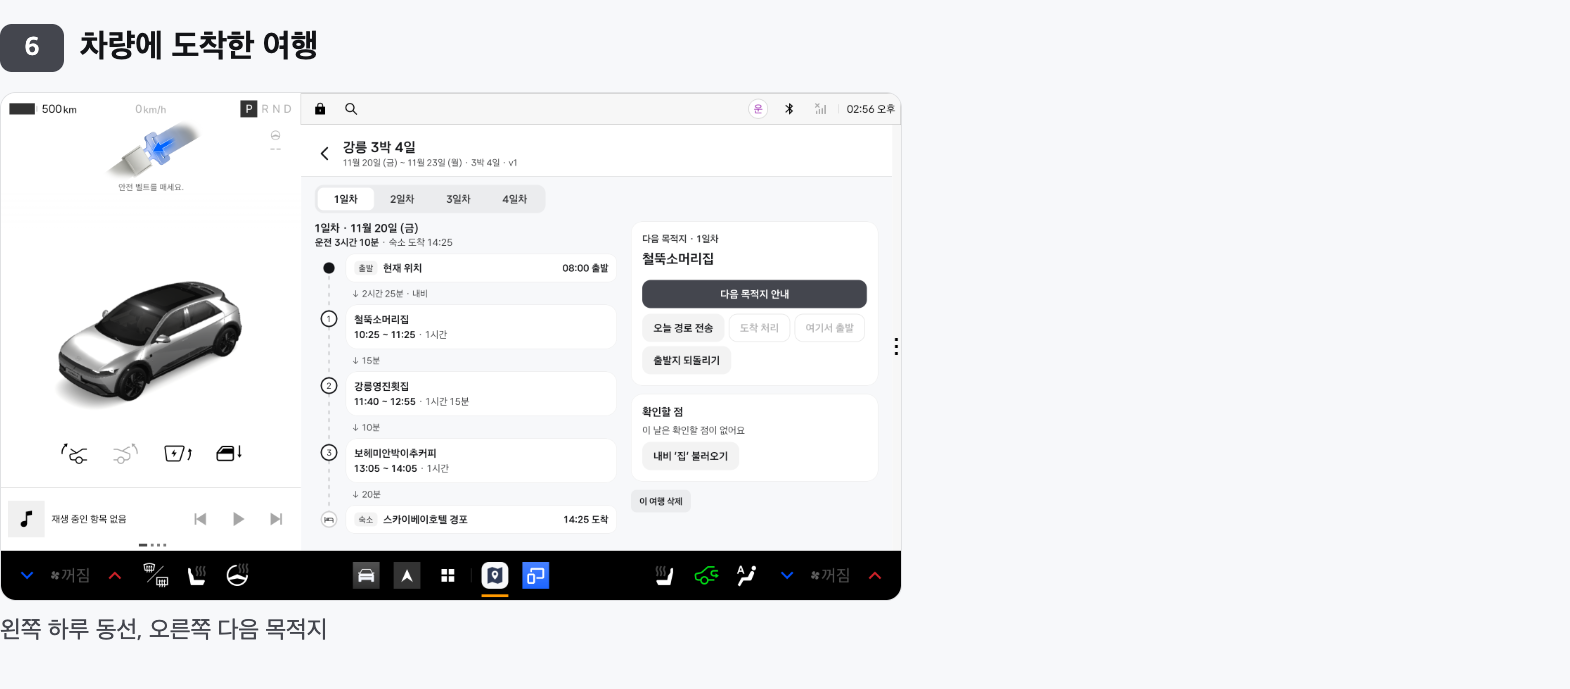 6 차량에 도착한 여행
500km 0km/h P R N D
운 02:56 오후
--
안전 벨트를 매세요.
강릉 3박 4일
11월 20일 (금) ~ 11월 23일 (월) · 3박 4일 · v1
1일차 2일차 3일차 4일차
1일차 · 11월 20일 (금)
운전 3시간 10분 · 숙소 도착 14:25
출발 현재 위치 08:00 출발
↓ 2시간 25분 · 내비
1 철뚝소머리집
10:25 ~ 11:25 · 1시간
↓ 15분
2 강릉영진횟집
11:40 ~ 12:55 · 1시간 15분
↓ 10분
3 보헤미안박이추커피
13:05 ~ 14:05 · 1시간
↓ 20분
숙소 스카이베이호텔 경포 14:25 도착
다음 목적지 · 1일차
철뚝소머리집
다음 목적지 안내
오늘 경로 전송 도착 처리 여기서 출발
출발지 되돌리기
확인할 점
이 날은 확인할 점이 없어요
내비 '집' 불러오기
이 여행 삭제
재생 중인 항목 없음
꺼짐 A 꺼짐
왼쪽 하루 동선, 오른쪽 다음 목적지